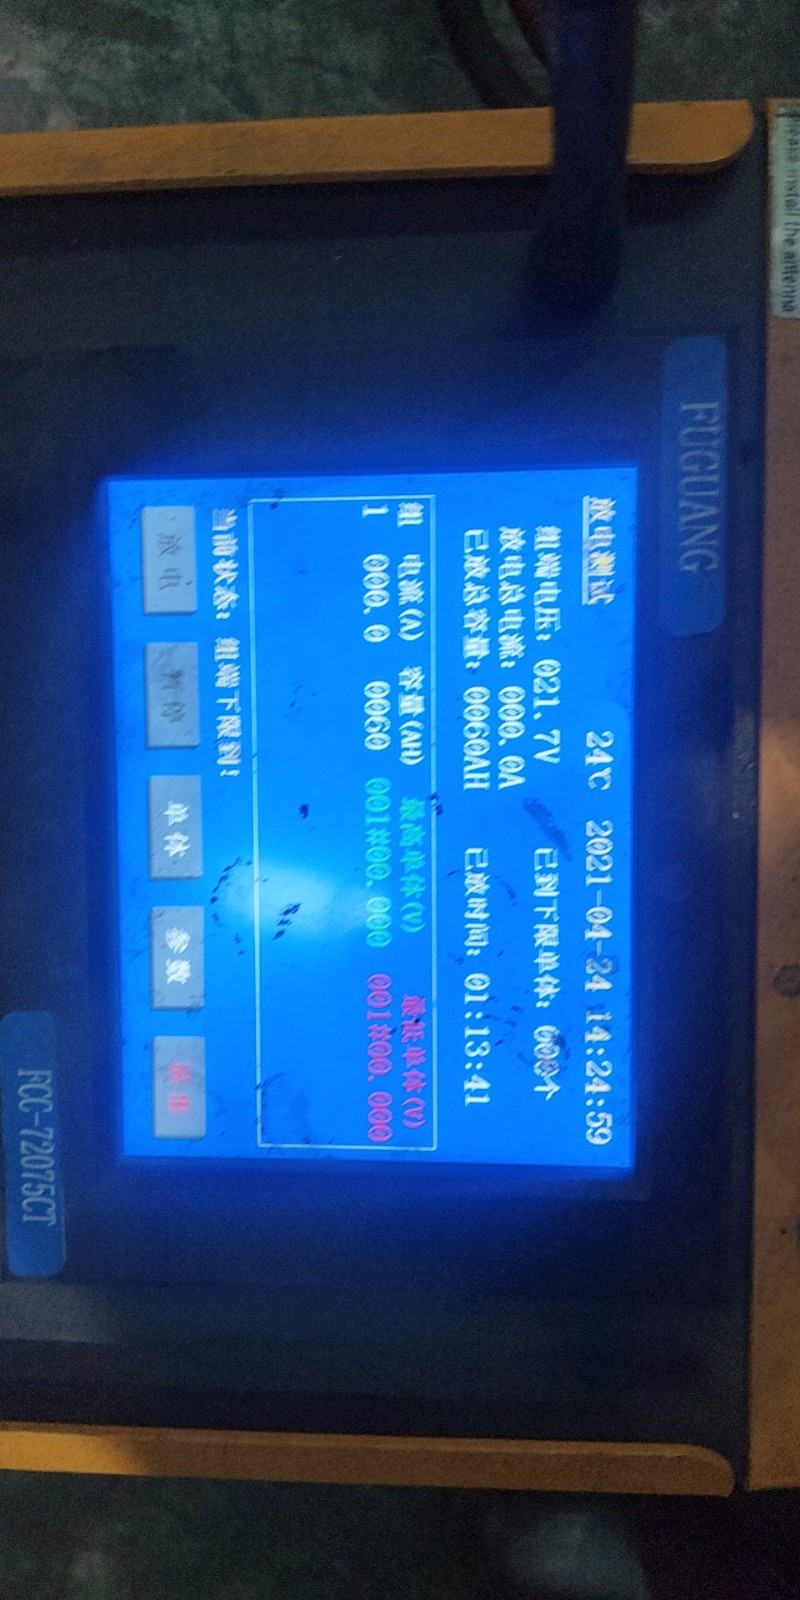 Please install the antenna
FUGUANG
放电测试 24℃ 2021-04-24 14:24:59
组端电压: 021.7V 已到下限单体: 000个
放电总电流: 000.0A
已放总容量: 0060AH 已放时间: 01:13:41
组 电流(A) 容量(AH) 最高单体(V) 最低单体(V)
1 000.0 0060 001#00.000 001#00.000
当前状态: 组端下限到!
放电 暂停 单体 参数 退出
FCC-72075CT